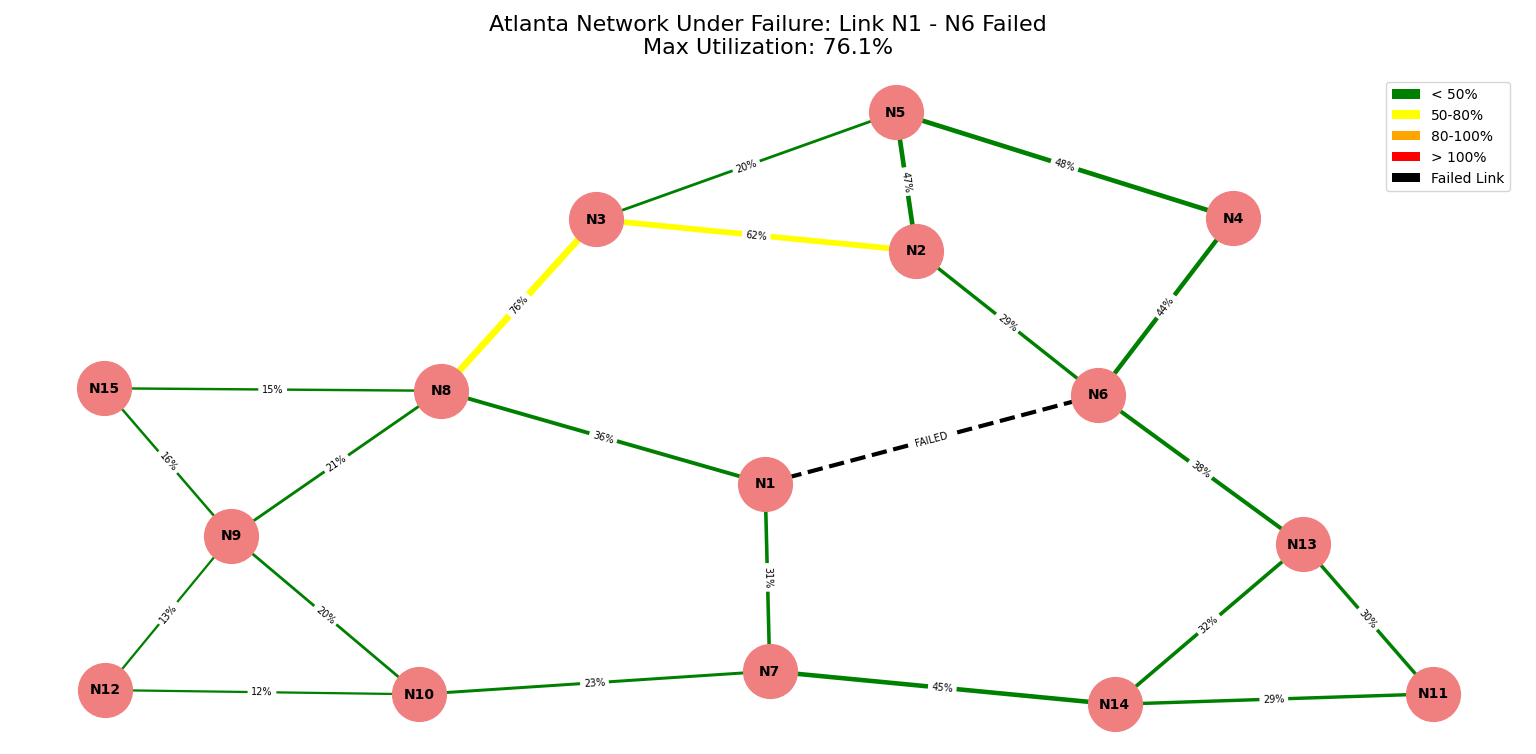 Atlanta Network Under Failure: Link N1 - N6 Failed
Max Utilization: 76.1%
< 50%
50-80%
80-100%
> 100%
Failed Link
N5
20%
48%
47%
N3
N4
62%
N2
76%
29%
44%
N15
15%
N8
N6
36%
FAILED
16%
21%
38%
N1
N9
N13
31%
13%
20%
32%
30%
N12
12%
N10
23%
N7
45%
N14
29%
N11